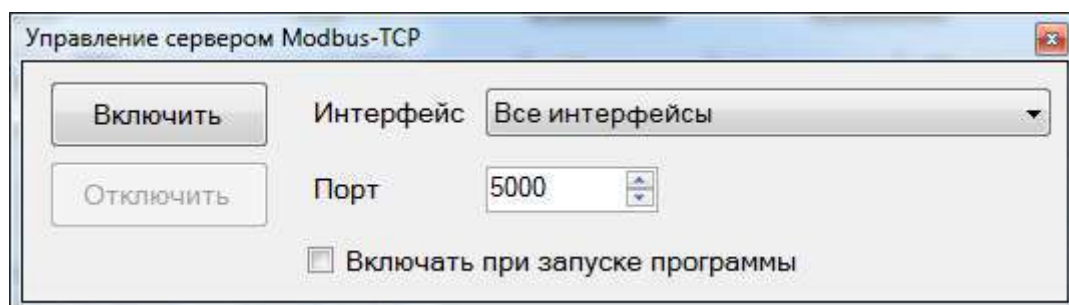 Управление сервером Modbus-TCP
Включить
Интерфейс
Все интерфейсы
Отключить
Порт
5000
Включать при запуске программы